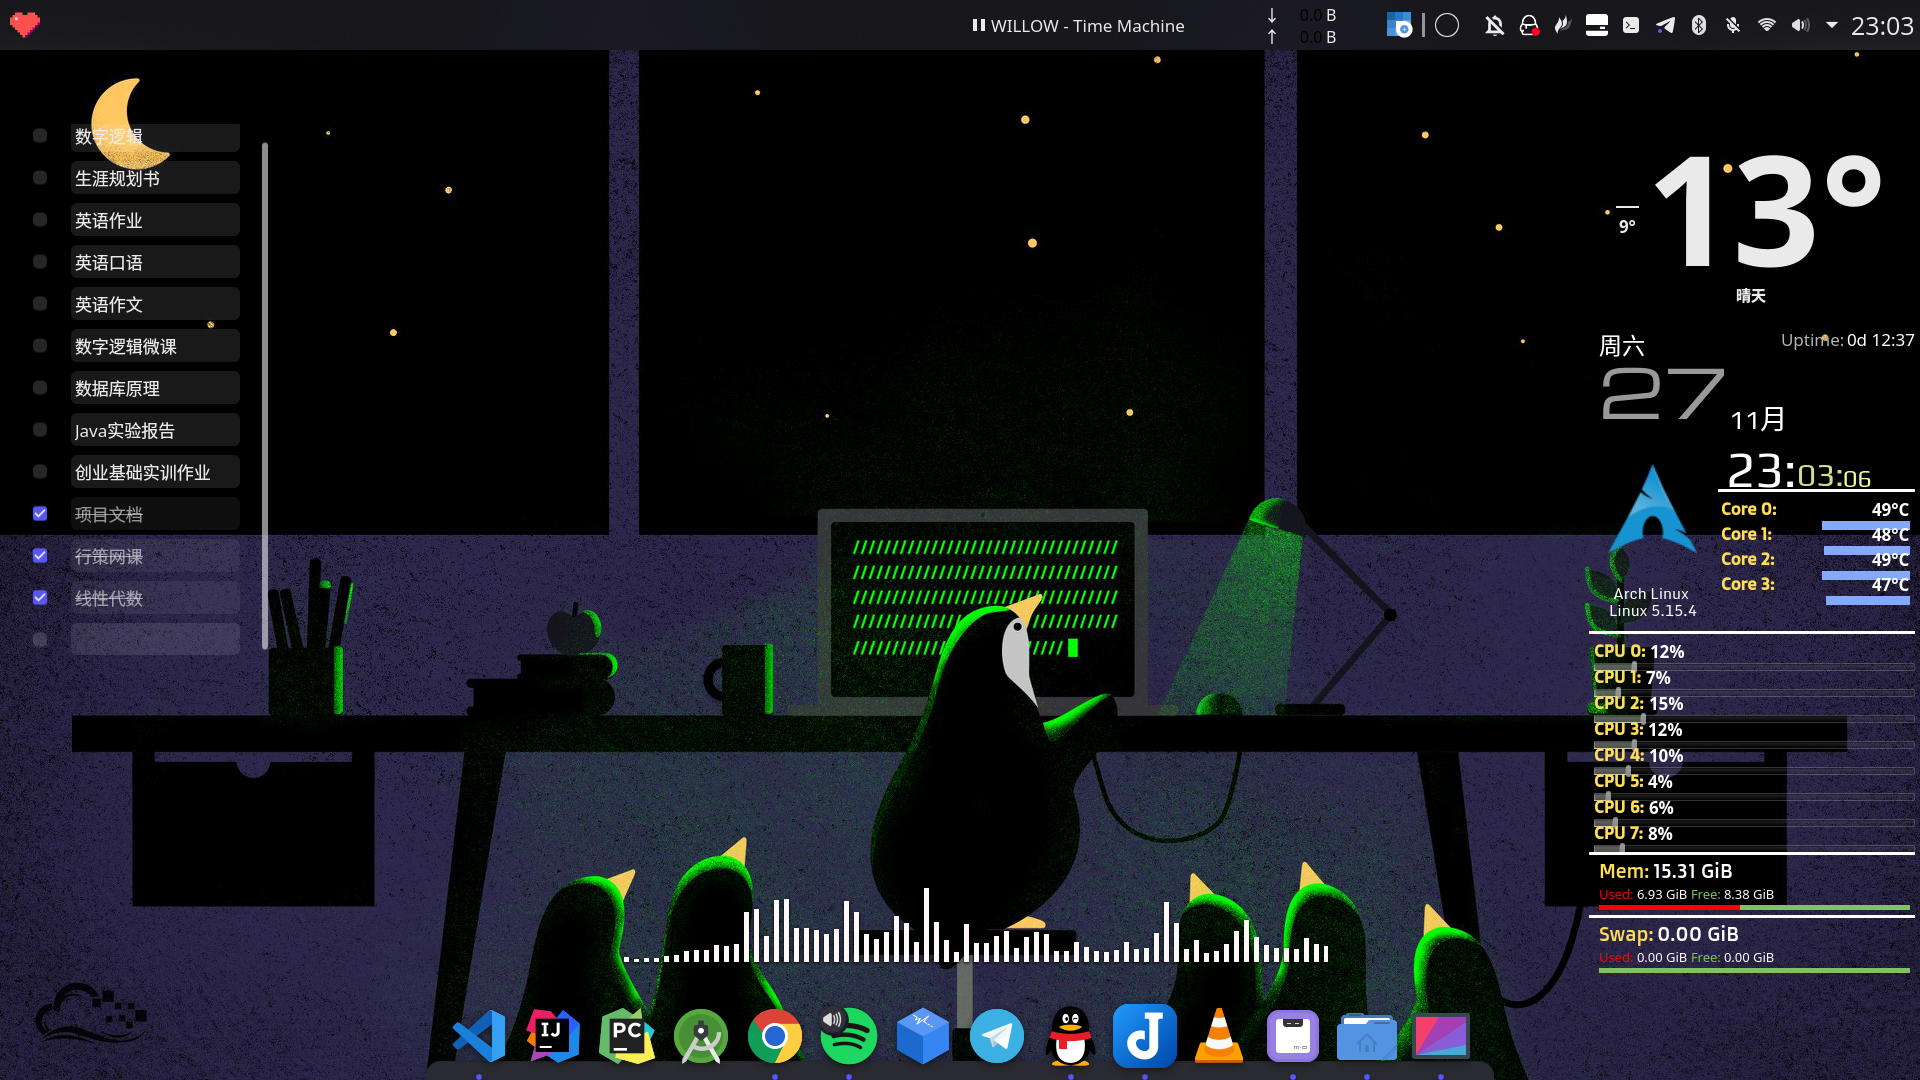 WILLOW - Time Machine
↓ 0.0 B
↑ 0.0 B
23:03
数字逻辑
生涯规划书
英语作业
英语口语
英语作文
数字逻辑微课
数据库原理
Java实验报告
创业基础实训作业
项目文档
行策网课
线性代数
13°
9°
晴天
周六
Uptime: 0d 12:37
27
11月
23:03:06
Core 0: 49°C
Core 1: 48°C
Core 2: 49°C
Core 3: 47°C
Arch Linux
Linux 5.15.4
CPU 0: 12%
CPU 1: 7%
CPU 2: 15%
CPU 3: 12%
CPU 4: 10%
CPU 5: 4%
CPU 6: 6%
CPU 7: 8%
Mem: 15.31 GiB
Used: 6.93 GiB Free: 8.38 GiB
Swap: 0.00 GiB
Used: 0.00 GiB Free: 0.00 GiB
////////////////////////////////////
IJ
PC